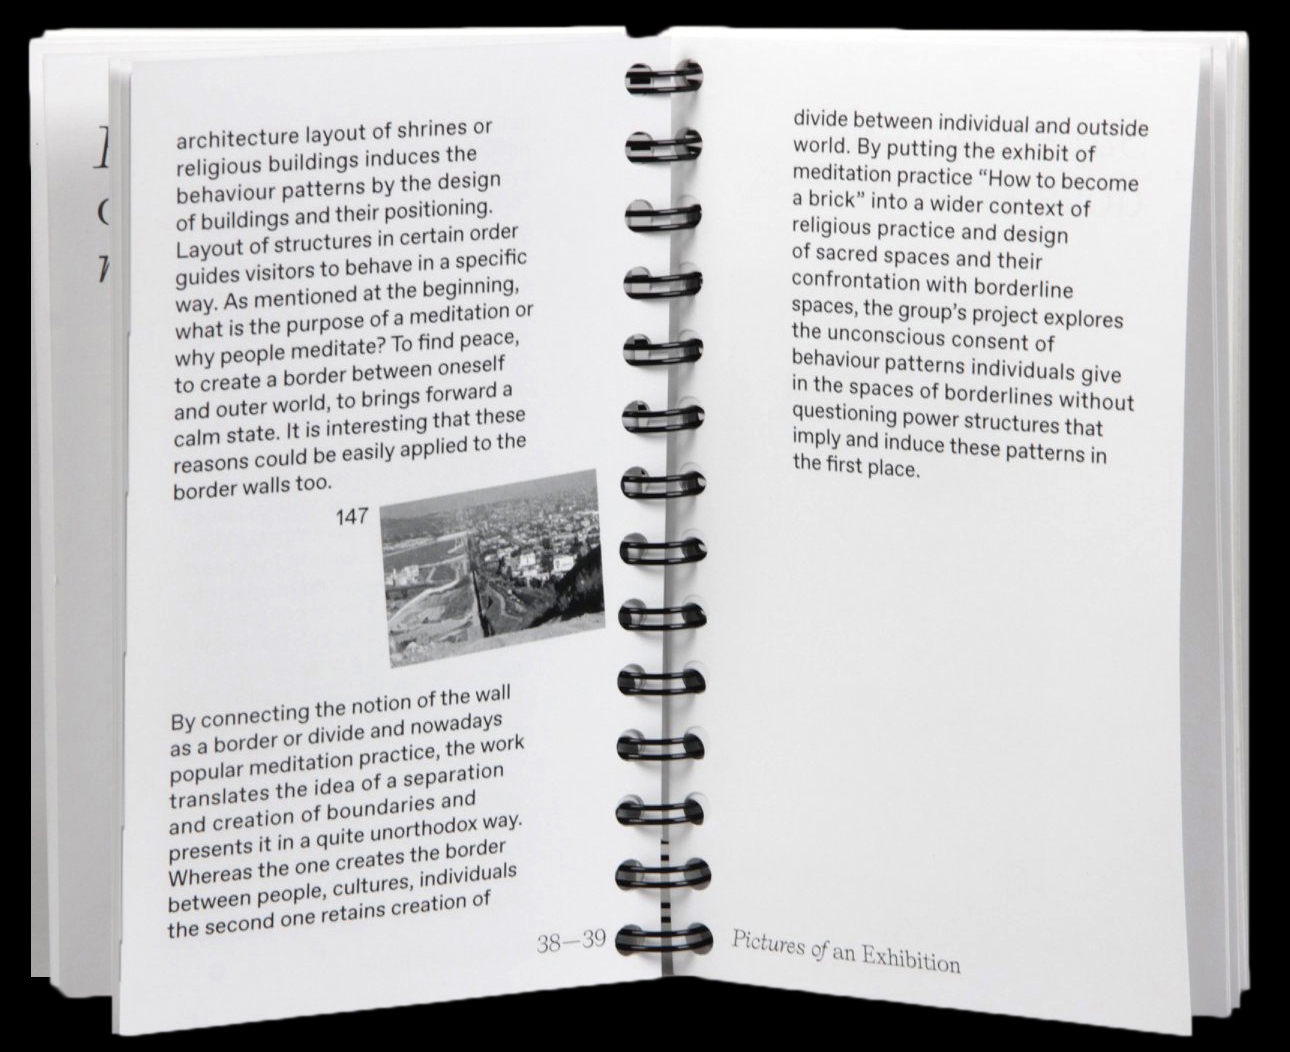 architecture layout of shrines or
religious buildings induces the
behaviour patterns by the design
of buildings and their positioning.
Layout of structures in certain order
guides visitors to behave in a specific
way. As mentioned at the beginning,
what is the purpose of a meditation or
why people meditate? To find peace,
to create a border between oneself
and outer world, to brings forward a
calm state. It is interesting that these
reasons could be easily applied to the
border walls too.
147
By connecting the notion of the wall
as a border or divide and nowadays
popular meditation practice, the work
translates the idea of a separation
and creation of boundaries and
presents it in a quite unorthodox way.
Whereas the one creates the border
between people, cultures, individuals
the second one retains creation of
38—39
divide between individual and outside
world. By putting the exhibit of
meditation practice “How to become
a brick” into a wider context of
religious practice and design
of sacred spaces and their
confrontation with borderline
spaces, the group’s project explores
the unconscious consent of
behaviour patterns individuals give
in the spaces of borderlines without
questioning power structures that
imply and induce these patterns in
the first place.
Pictures of an Exhibition